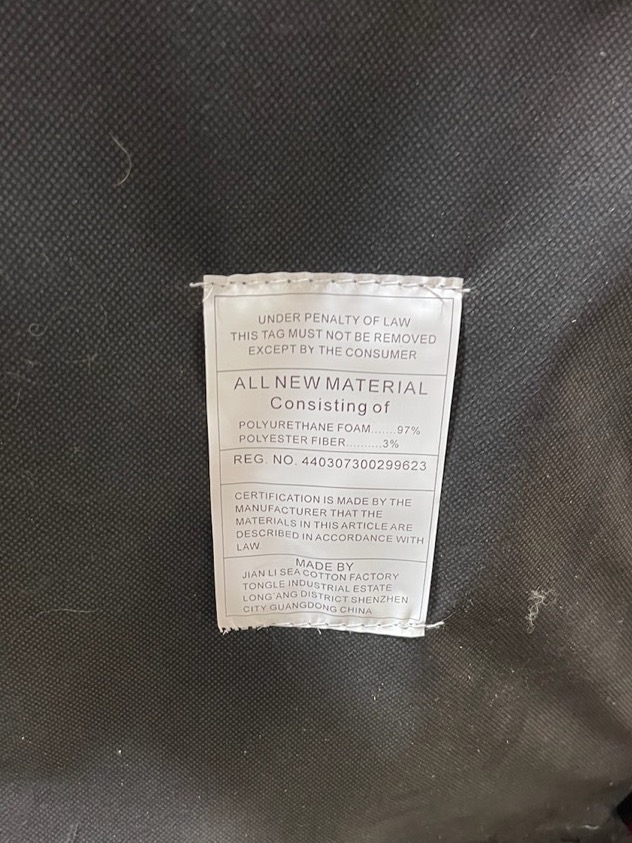 UNDER PENALTY OF LAW
THIS TAG MUST NOT BE REMOVED
EXCEPT BY THE CONSUMER
ALL NEW MATERIAL
Consisting of
POLYURETHANE FOAM.......97%
POLYESTER FIBER..........3%
REG. NO. 440307300299623
CERTIFICATION IS MADE BY THE
MANUFACTURER THAT THE
MATERIALS IN THIS ARTICLE ARE
DESCRIBED IN ACCORDANCE WITH
LAW
MADE BY
JIAN LI SEA COTTON FACTORY
TONGLE INDUSTRIAL ESTATE
LONG'ANG DISTRICT SHENZHEN
CITY GUANGDONG CHINA